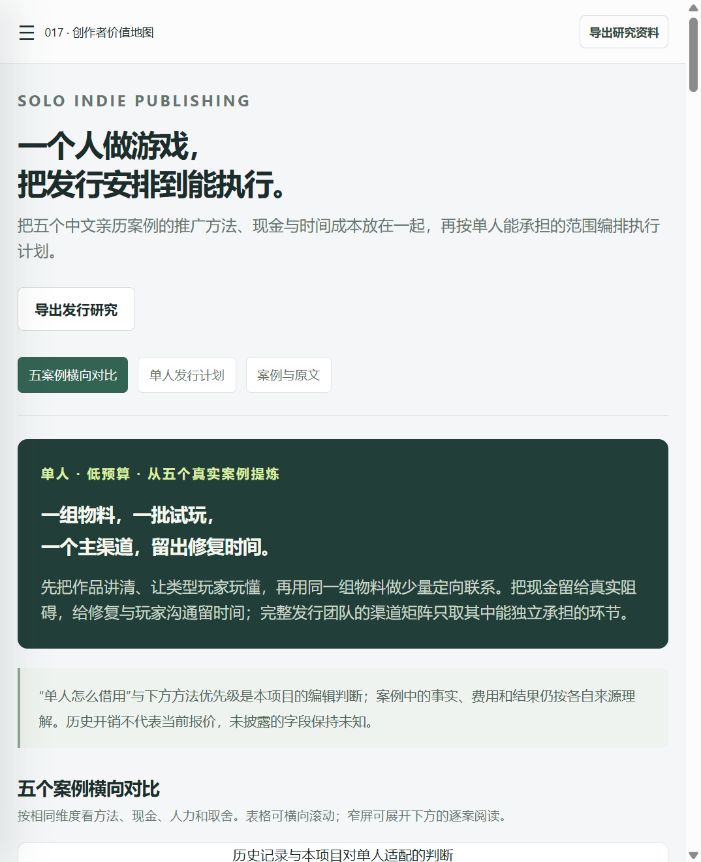 017 · 创作者价值地图
导出研究资料
SOLO INDIE PUBLISHING
一个人做游戏，
把发行安排到能执行。
把五个中文亲历案例的推广方法、现金与时间成本放在一起，再按单人能承担的范围编排执行
计划。
导出发行研究
五案例横向对比
单人发行计划
案例与原文
单人 · 低预算 · 从五个真实案例提炼
一组物料，一批试玩，
一个主渠道，留出修复时间。
先把作品讲清、让类型玩家玩懂，再用同一组物料做少量定向联系。把现金留给真实阻
碍，给修复与玩家沟通留时间；完整发行团队的渠道矩阵只取其中能独立承担的环节。
“单人怎么借用”与下方方法优先级是本项目的编辑判断；案例中的事实、费用和结果仍按各自来源理
解。历史开销不代表当前报价，未披露的字段保持未知。
五个案例横向对比
按相同维度看方法、现金、人力和取舍。表格可横向滚动；窄屏可展开下方的逐案阅读。
历史记录与本项目对单人适配的判断